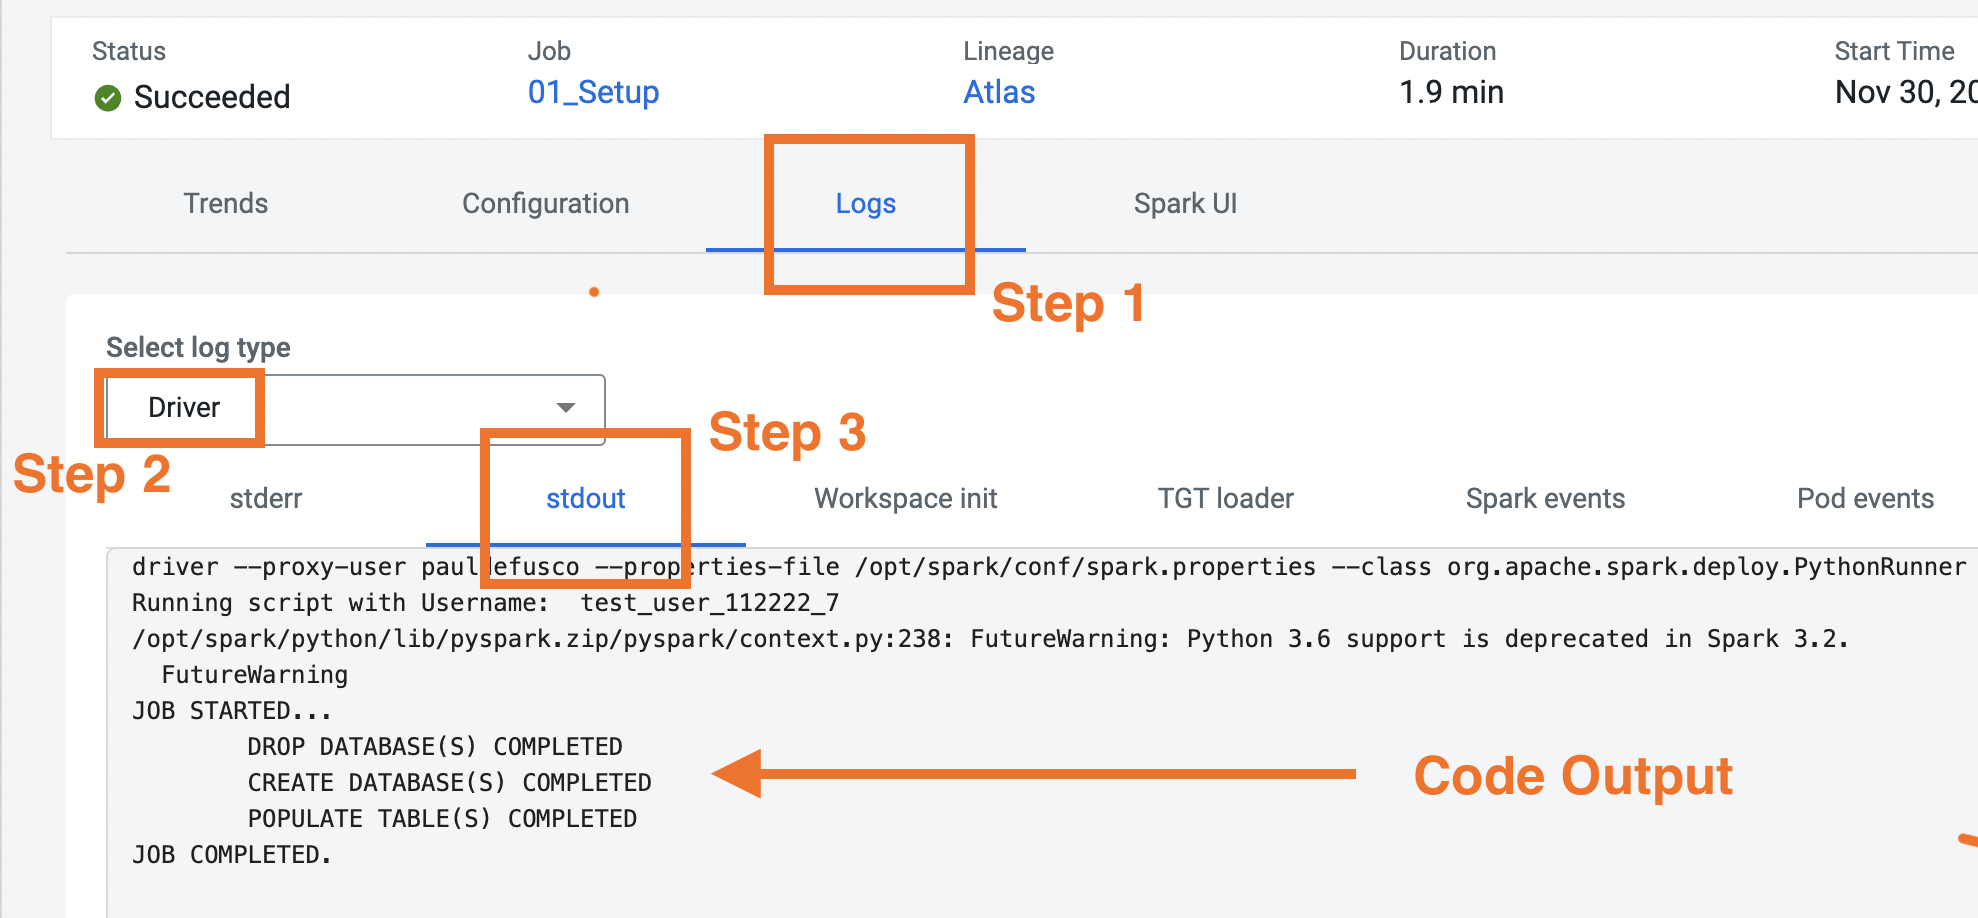 Status Job Lineage Duration Start Time
Succeeded 01_Setup Atlas 1.9 min Nov 30, 20
Trends Configuration Logs Spark UI
Step 1
Select log type
Driver
Step 3
Step 2
stderr stdout Workspace init TGT loader Spark events Pod events
driver --proxy-user pauldefusco --properties-file /opt/spark/conf/spark.properties --class org.apache.spark.deploy.PythonRunner
Running script with Username:  test_user_112222_7
/opt/spark/python/lib/pyspark.zip/pyspark/context.py:238: FutureWarning: Python 3.6 support is deprecated in Spark 3.2.
  FutureWarning
JOB STARTED...
        DROP DATABASE(S) COMPLETED
        CREATE DATABASE(S) COMPLETED
Code Output
        POPULATE TABLE(S) COMPLETED
JOB COMPLETED.